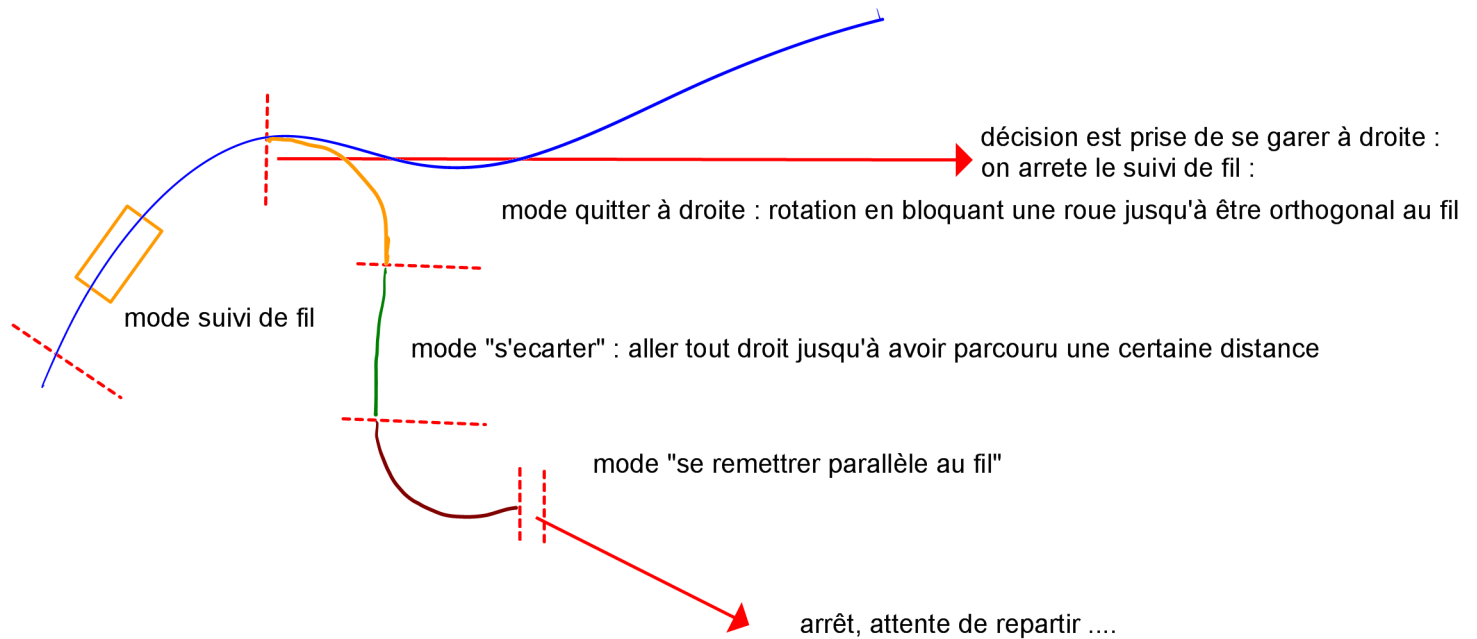 décision est prise de se garer à droite :
on arrete le suivi de fil :
mode quitter à droite : rotation en bloquant une roue jusqu'à être orthogonal au fil
mode suivi de fil
mode "s'ecarter" : aller tout droit jusqu'à avoir parcouru une certaine distance
mode "se remettrer parallèle au fil"
arrêt, attente de repartir ....